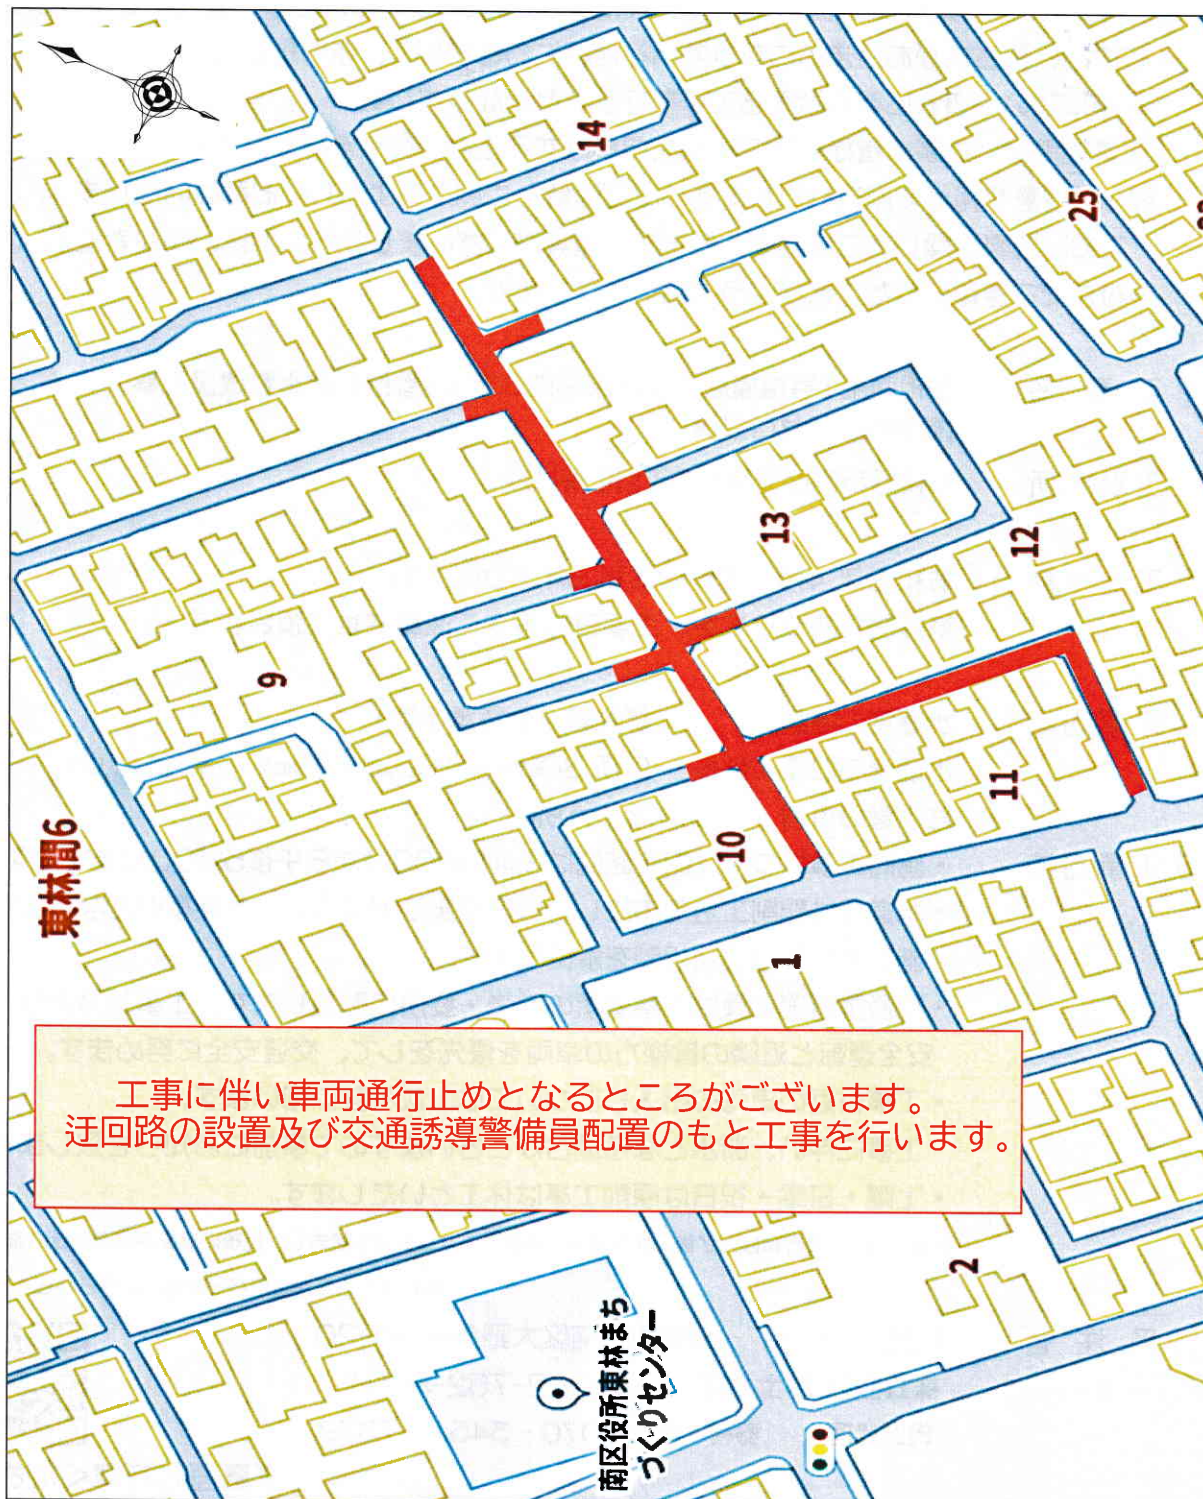 14
25
13
12
9
11
10
東林間6
1
工事に伴い車両通行止めとなるところがございます。
迂回路の設置及び交通誘導警備員配置のもと工事を行います。
2
南区役所東林まち
づくりセンター